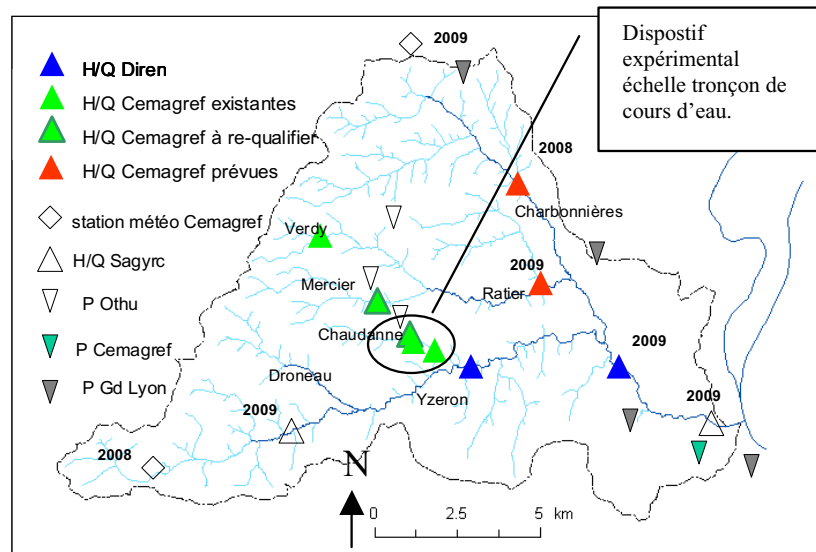 H/Q Diren
H/Q Cemagref existantes
H/Q Cemagref à re-qualifier
H/Q Cemagref prévues
station météo Cemagref
H/Q Sagyrc
P Othu
P Cemagref
P Gd Lyon
Dispostif
expérimental
échelle tronçon de
cours d'eau.
2009
2008
Charbonnières
Verdy
2009
Mercier
Ratier
Chaudanne
2009
Droneau
Yzeron
2009
2009
2008
N
0 2.5 5 km